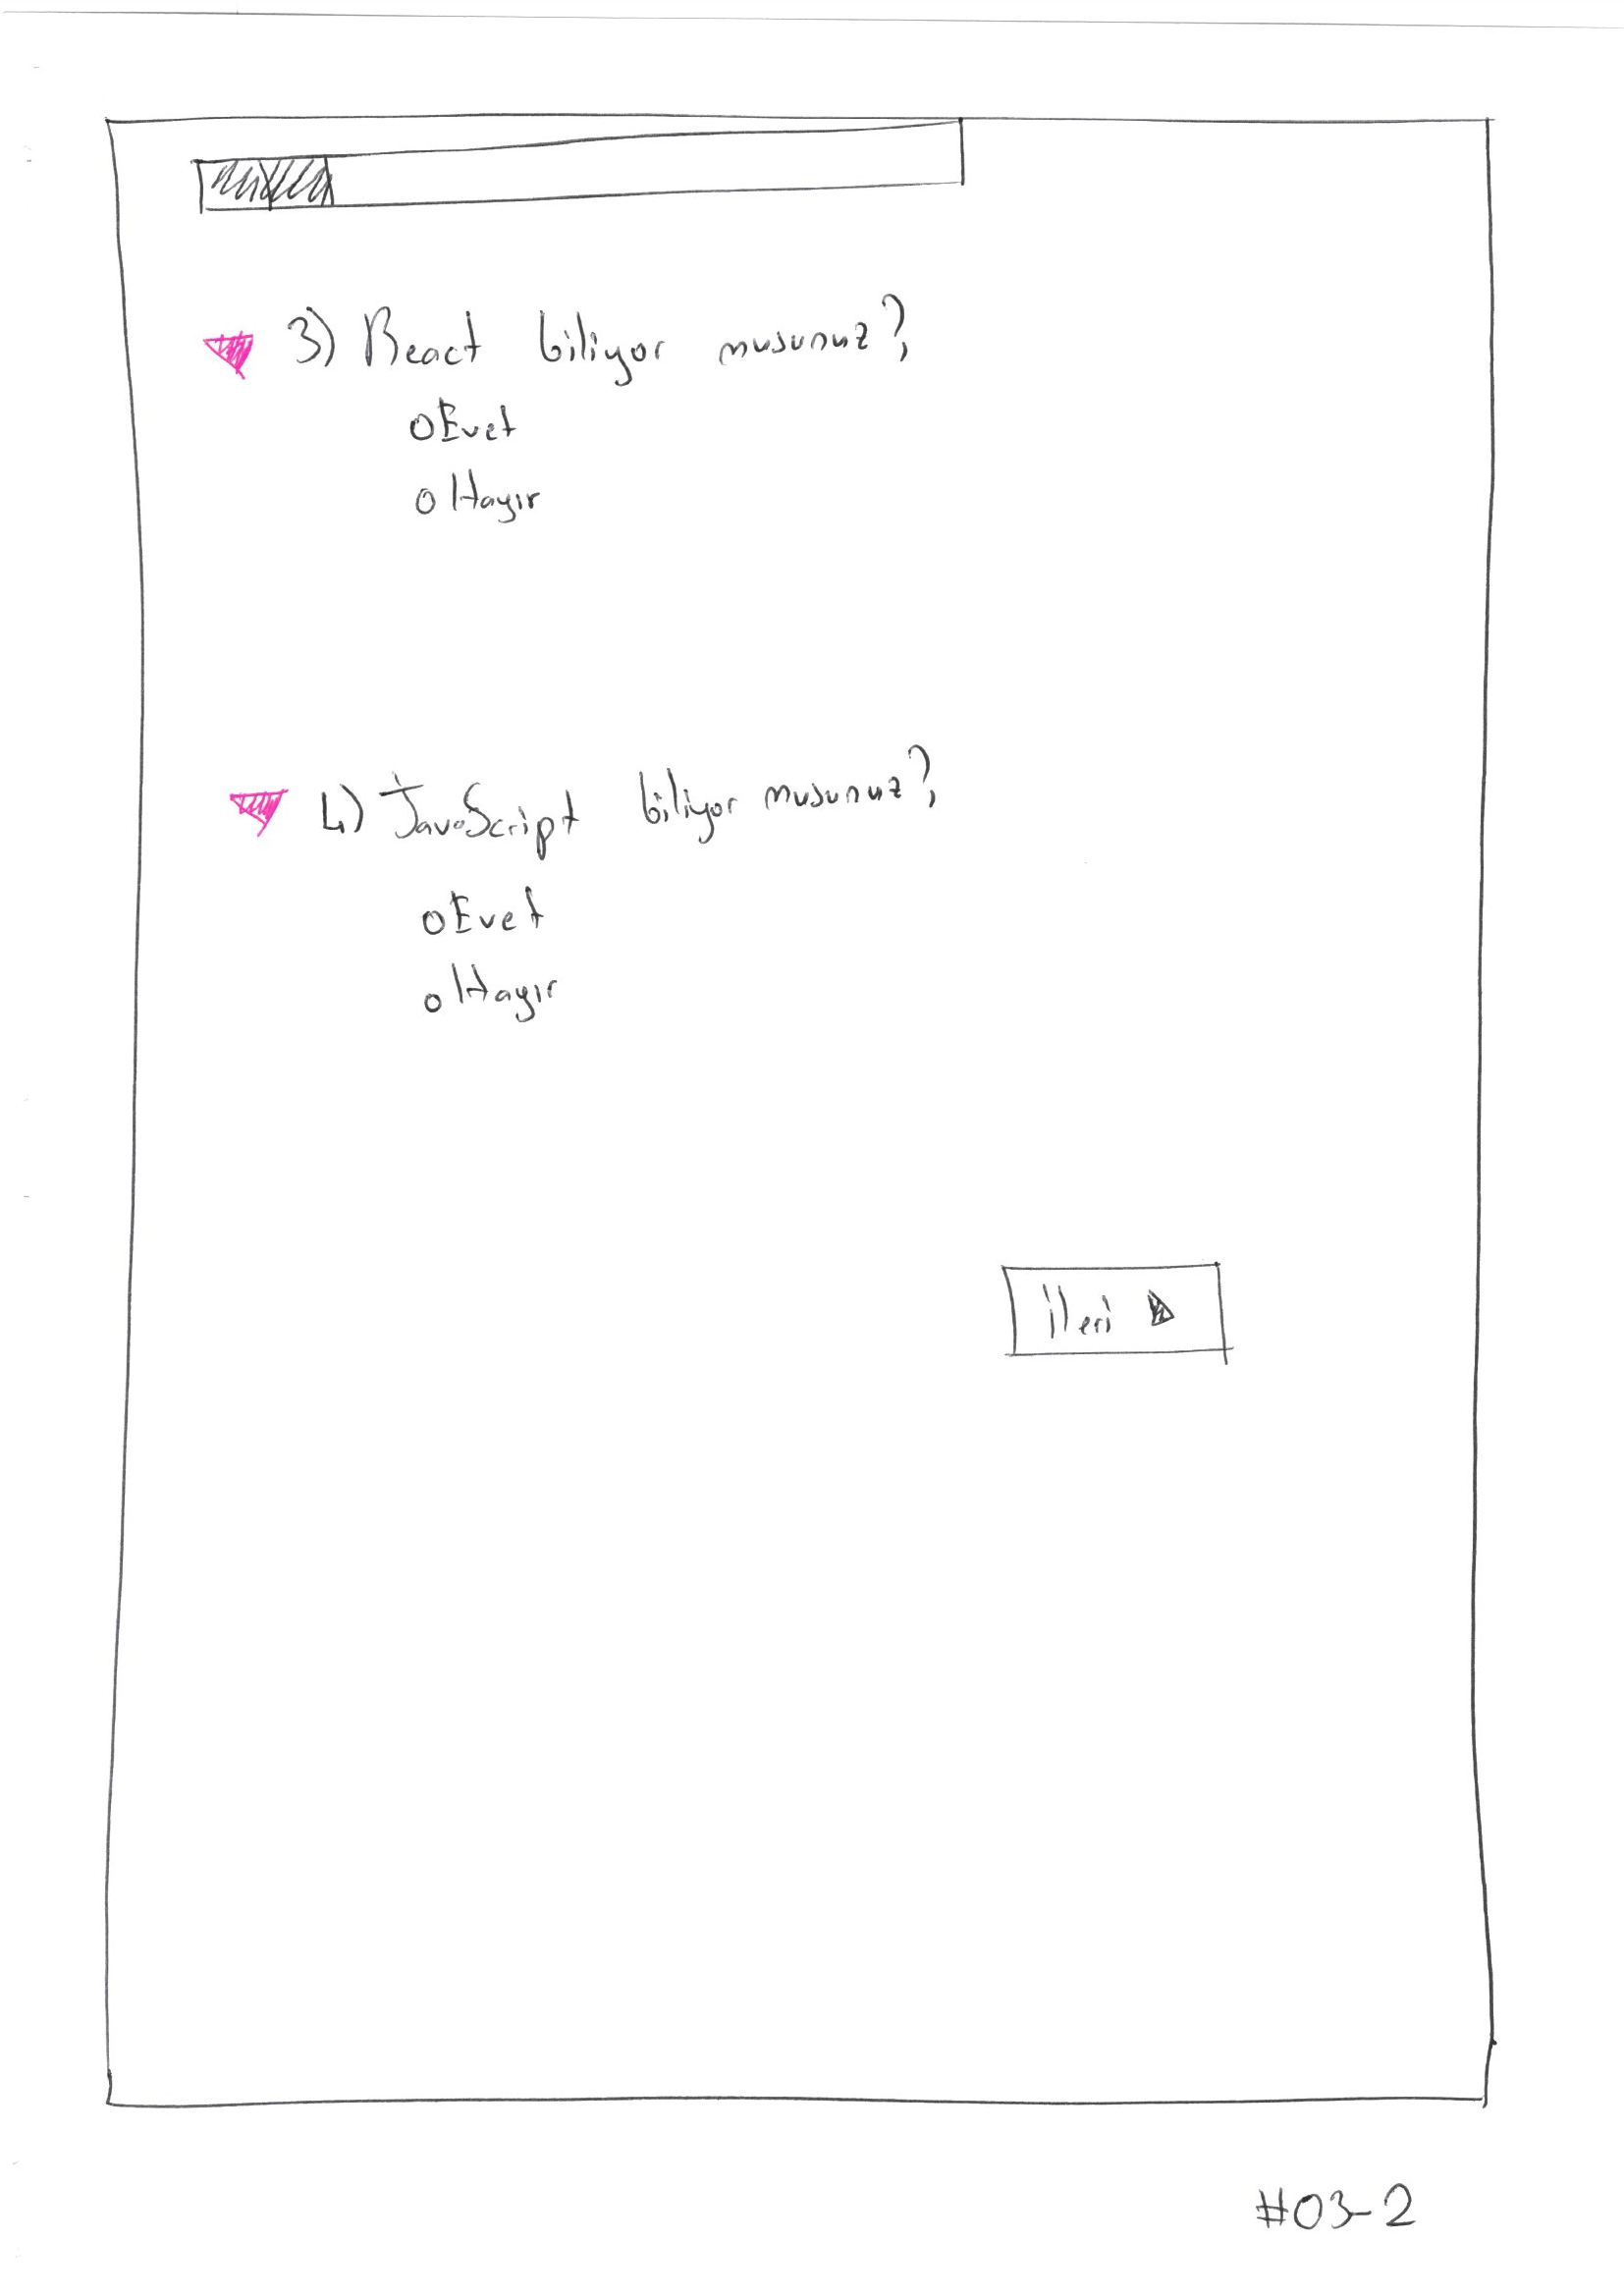 3) React biliyor musunuz?
Evet
Hayır
4) JavaScript biliyor musunuz?
Evet
Hayır
ileri
#03-2